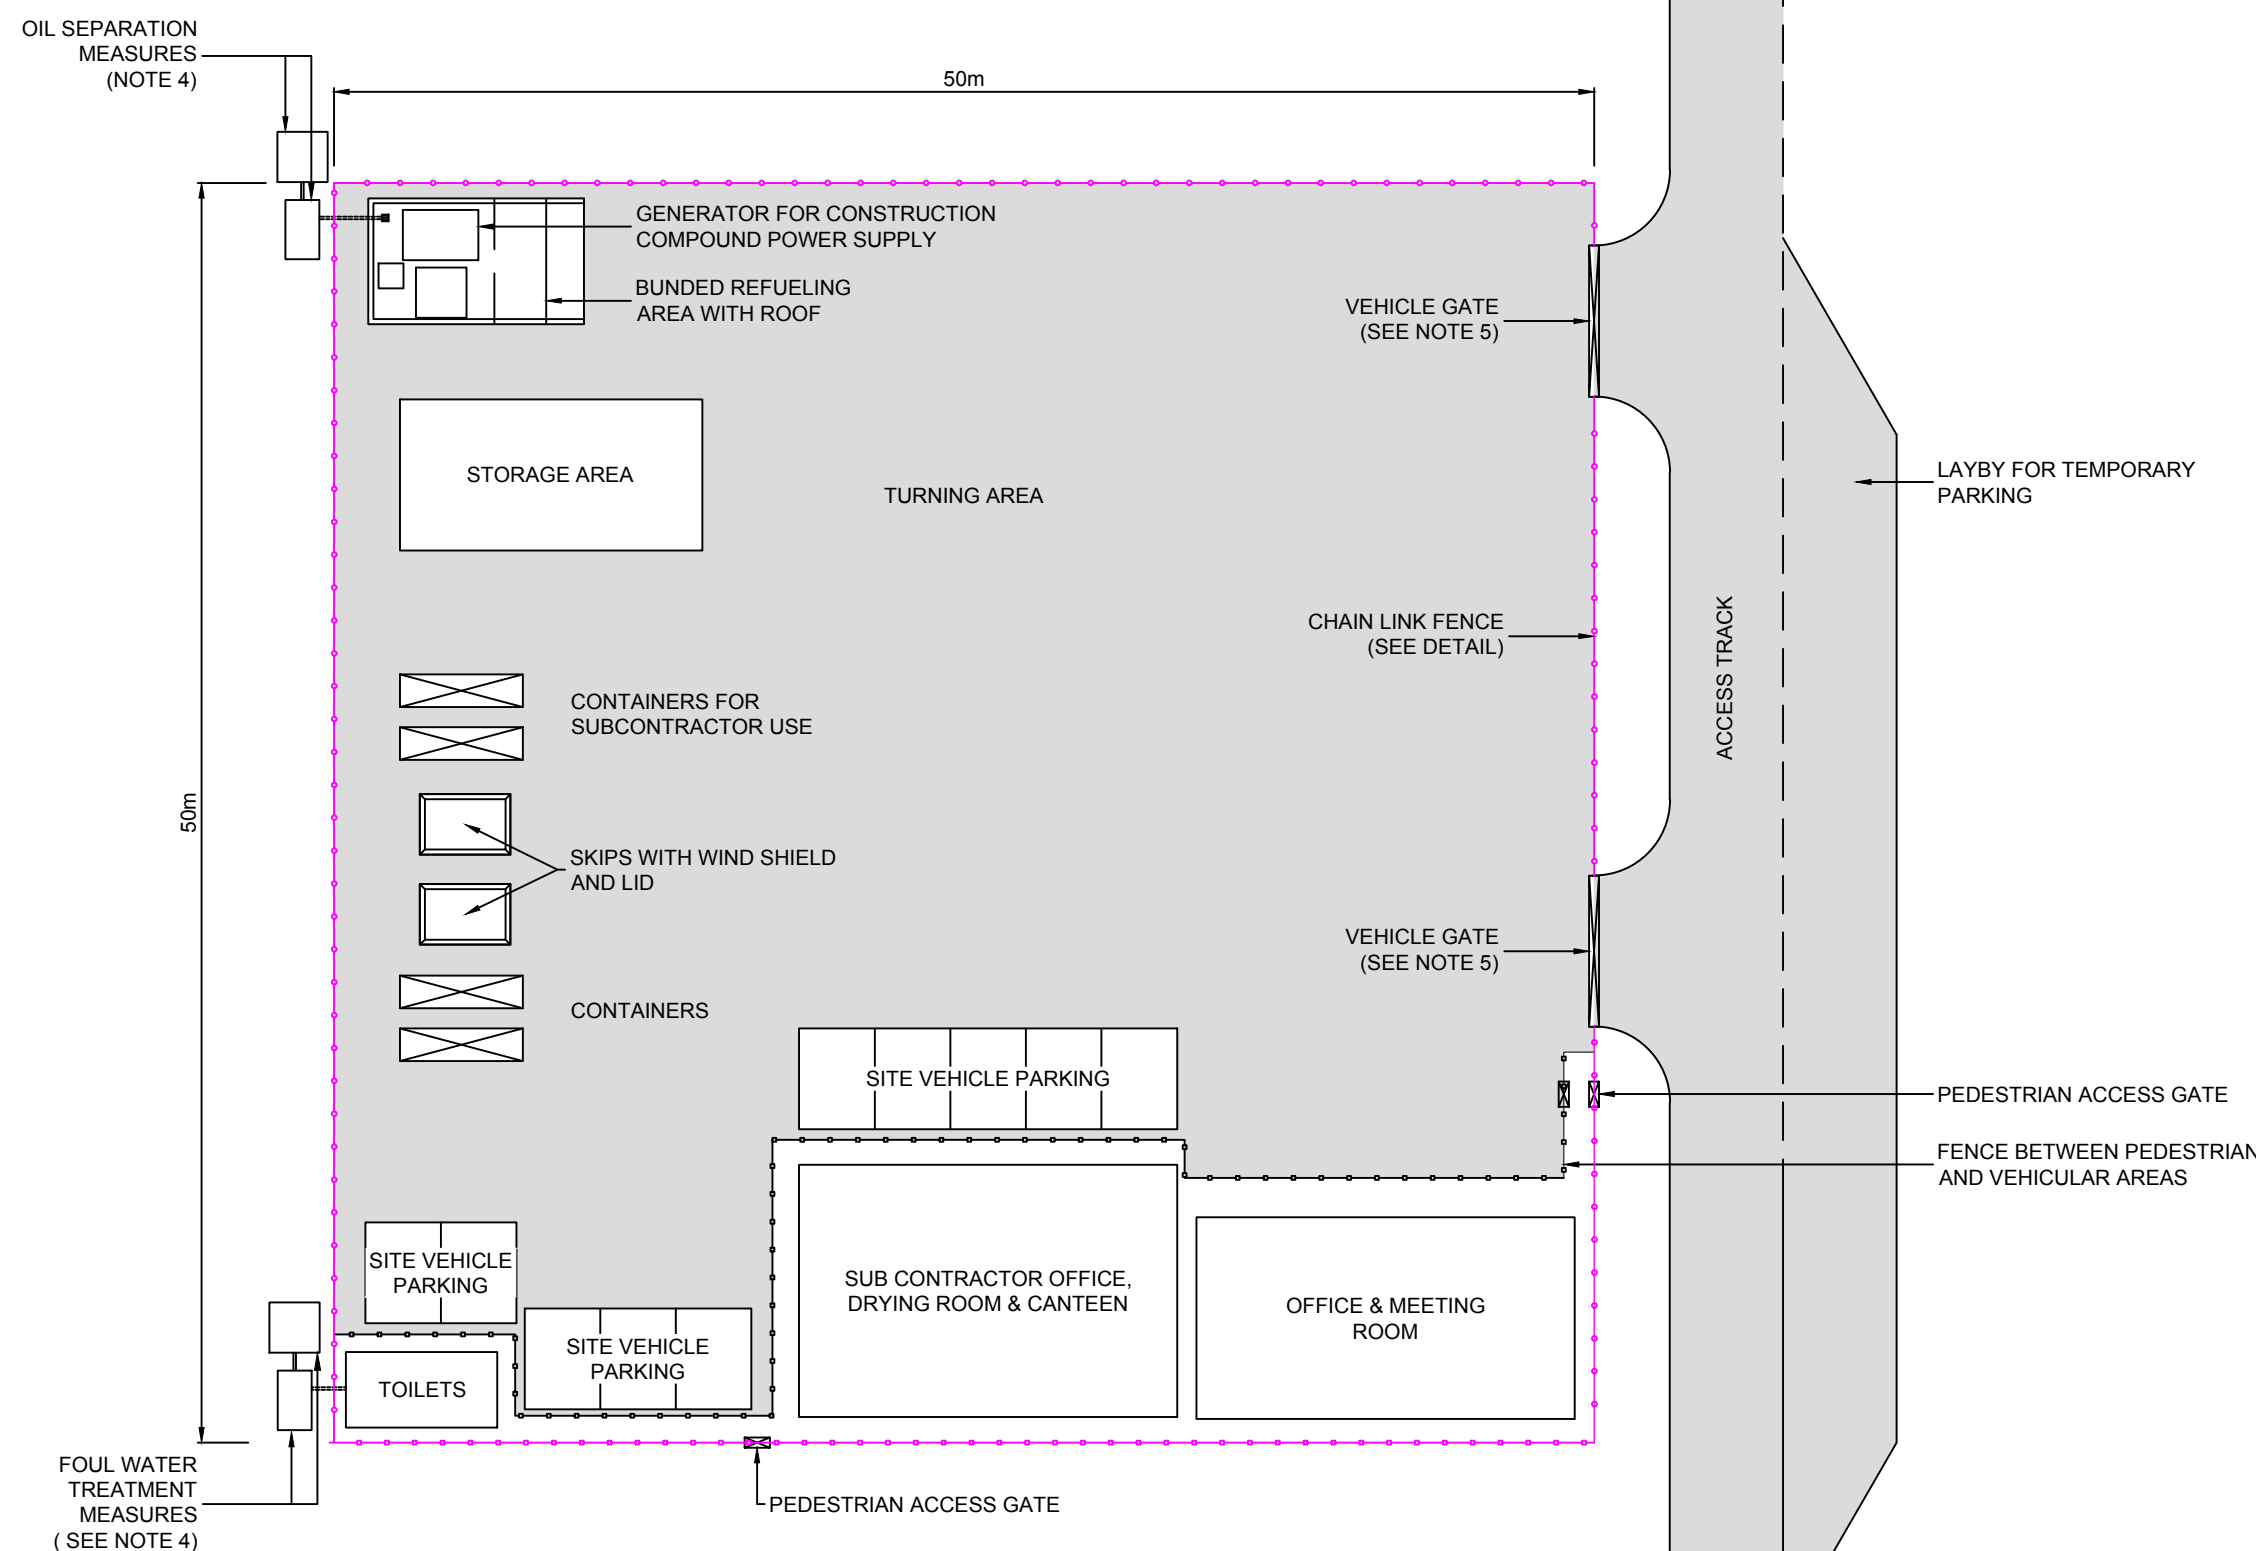 OIL SEPARATION
MEASURES
(NOTE 4)
50m
GENERATOR FOR CONSTRUCTION
COMPOUND POWER SUPPLY
BUNDED REFUELING
AREA WITH ROOF
VEHICLE GATE
(SEE NOTE 5)
STORAGE AREA
TURNING AREA
LAYBY FOR TEMPORARY
PARKING
CHAIN LINK FENCE
(SEE DETAIL)
ACCESS TRACK
CONTAINERS FOR
SUBCONTRACTOR USE
50m
SKIPS WITH WIND SHIELD
AND LID
VEHICLE GATE
(SEE NOTE 5)
CONTAINERS
SITE VEHICLE PARKING
PEDESTRIAN ACCESS GATE
FENCE BETWEEN PEDESTRIAN
AND VEHICULAR AREAS
SITE VEHICLE
PARKING
SUB CONTRACTOR OFFICE,
DRYING ROOM & CANTEEN
OFFICE & MEETING
ROOM
SITE VEHICLE
PARKING
TOILETS
FOUL WATER
TREATMENT
MEASURES
( SEE NOTE 4)
PEDESTRIAN ACCESS GATE